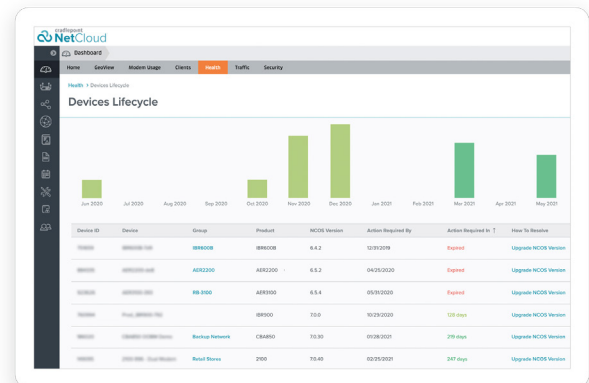 cradlepoint
NetCloud
Dashboard
Home GeoView Modem Usage Clients Health Traffic Security
Health > Devices Lifecycle
Devices Lifecycle
Jun 2020 Jul 2020 Aug 2020 Sep 2020 Oct 2020 Nov 2020 Dec 2020 Jan 2021 Feb 2021 Mar 2021 Apr 2021 May 2021
Device ID Device Group Product NCOS Version Action Required By Action Required In ↑ How To Resolve
IBR600B IBR600B 6.4.2 12/31/2019 Expired Upgrade NCOS Version
AER2200 AER2200 6.5.2 04/25/2020 Expired Upgrade NCOS Version
RB-3100 AER3100 6.5.4 05/31/2020 Expired Upgrade NCOS Version
IBR900 7.0.0 10/23/2020 days Upgrade NCOS Version
Backup Network CBA850 7.0.30 01/28/2021 219 days Upgrade NCOS Version
Retail Stores 2100 7.0.40 02/25/2021 247 days Upgrade NCOS Version